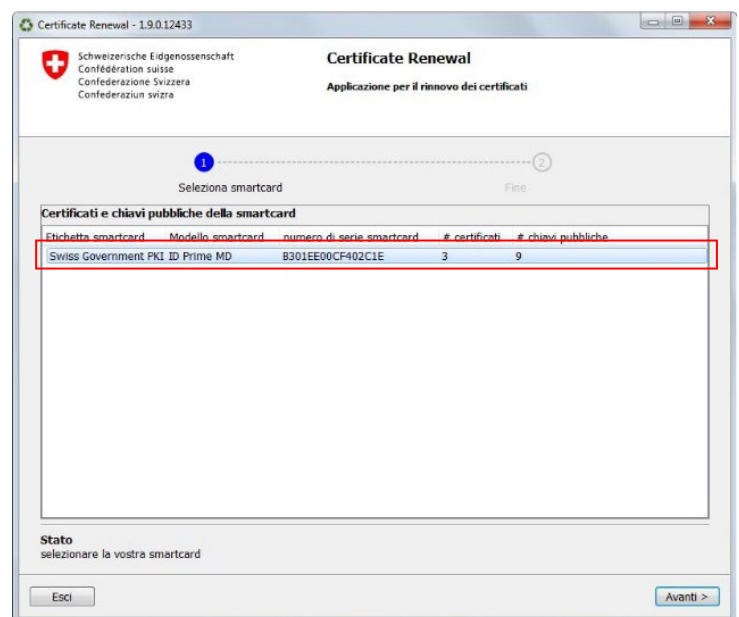 Certificate Renewal - 1.9.0.12433
Schweizerische Eidgenossenschaft
Confédération suisse
Confederazione Svizzera
Confederaziun svizra
Certificate Renewal
Applicazione per il rinnovo dei certificati
1
2
Seleziona smartcard
Fine
Certificati e chiavi pubbliche della smartcard
Etichetta smartcard Modello smartcard numero di serie smartcard # certificati # chiavi pubbliche
Swiss Government PKI ID Prime MD B301EE00CF402C1E 3 9
Stato
selezionare la vostra smartcard
Esci
Avanti >